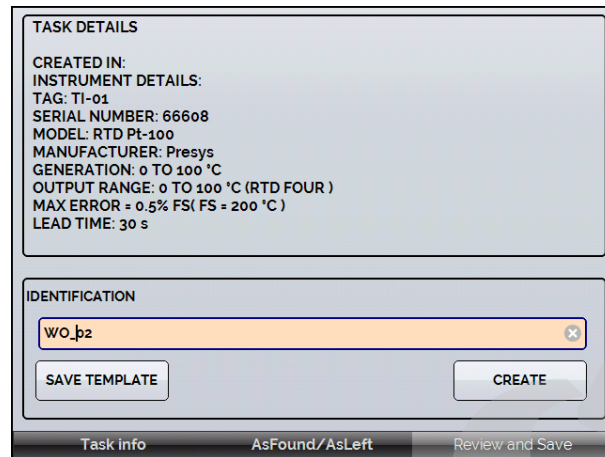 TASK DETAILS
CREATED IN:
INSTRUMENT DETAILS:
TAG: TI-01
SERIAL NUMBER: 66608
MODEL: RTD Pt-100
MANUFACTURER: Presys
GENERATION: 0 TO 100 °C
OUTPUT RANGE: 0 TO 100 °C (RTD FOUR )
MAX ERROR = 0.5% FS( FS = 200 °C )
LEAD TIME: 30 s
IDENTIFICATION
WO_02
SAVE TEMPLATE
CREATE
Task info
AsFound/AsLeft
Review and Save